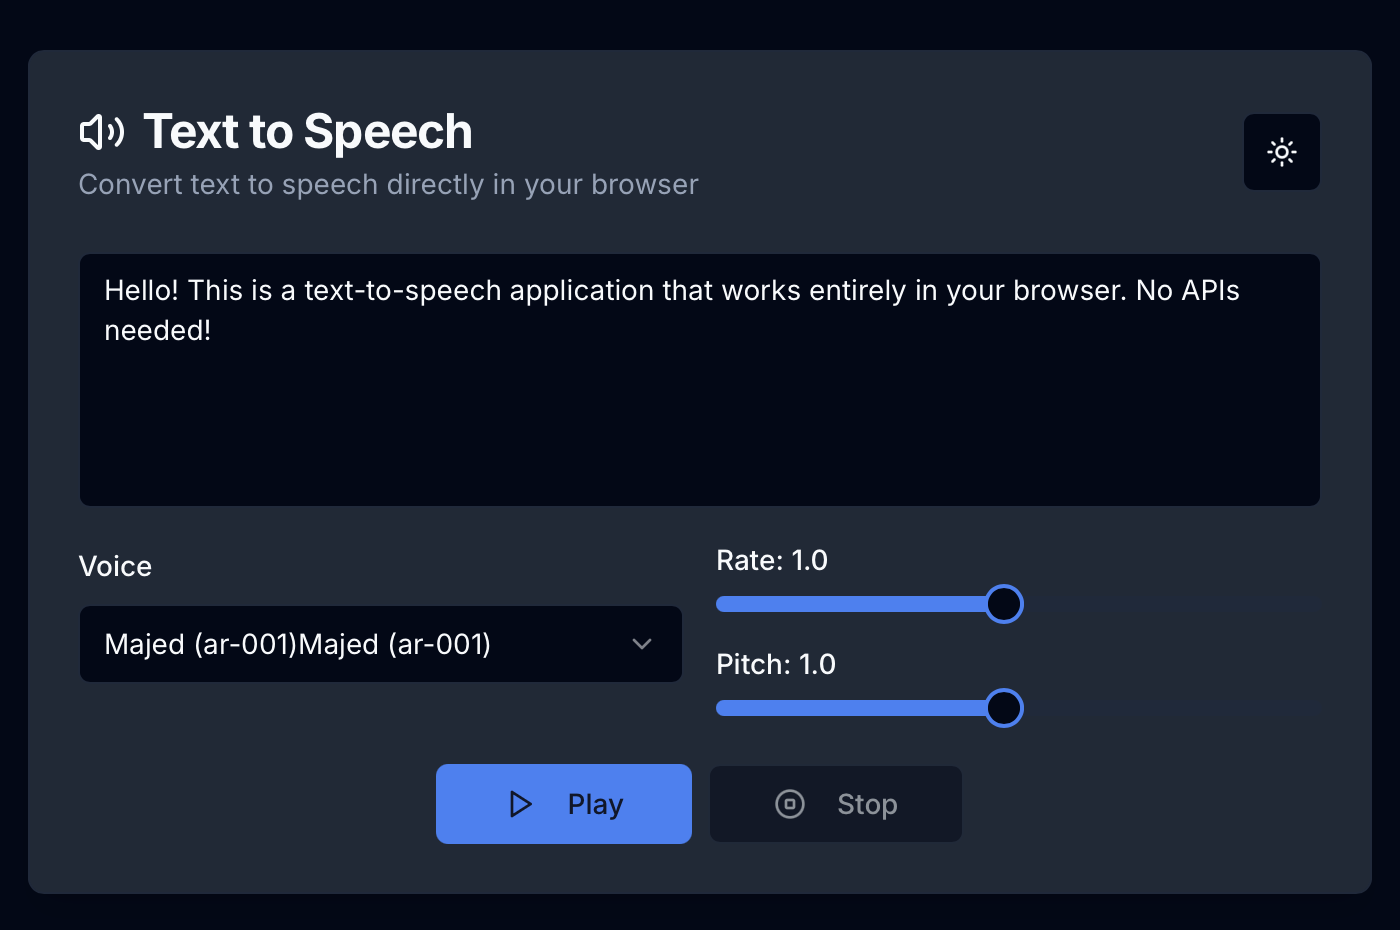 Text to Speech
Convert text to speech directly in your browser
Hello! This is a text-to-speech application that works entirely in your browser. No APIs
needed!
Voice
Majed (ar-001)Majed (ar-001)
Rate: 1.0
Pitch: 1.0
Play
Stop